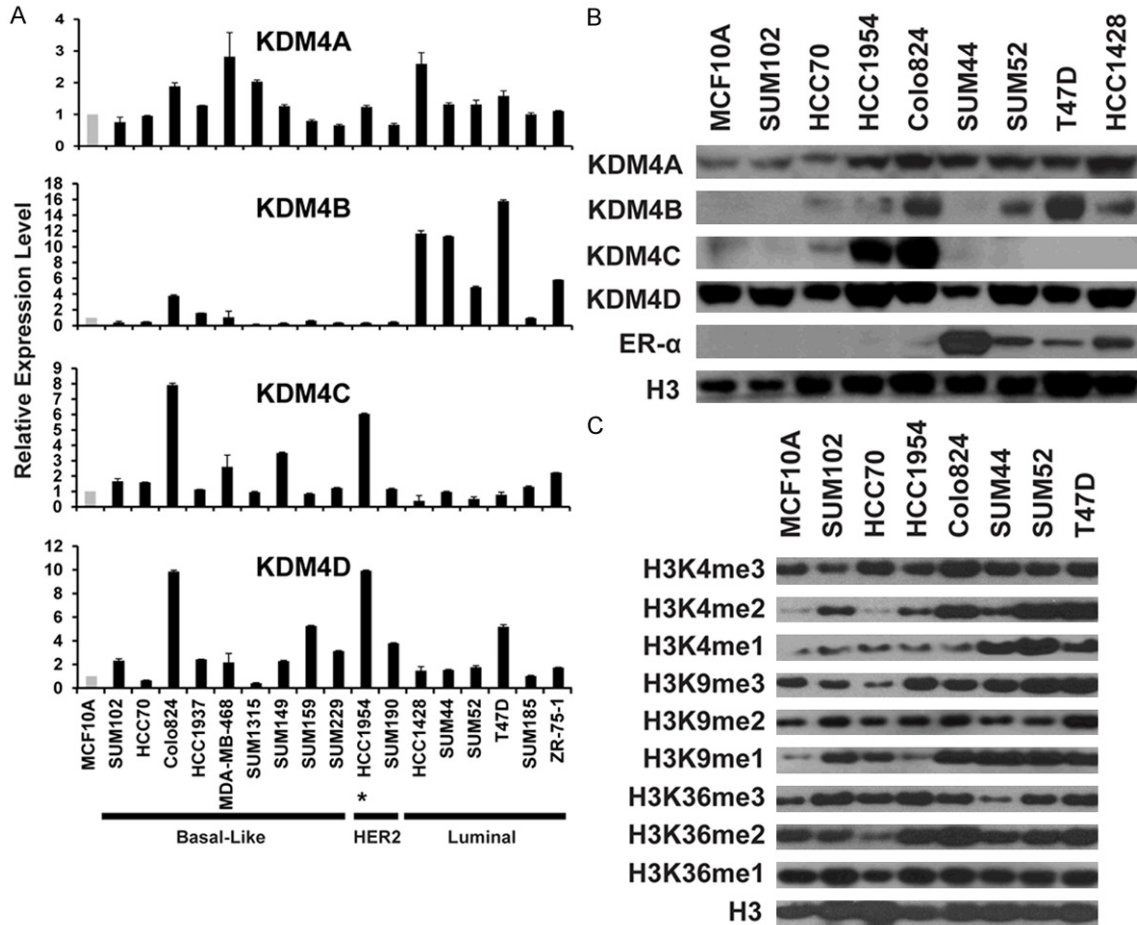 A
Relative Expression Level
KDM4A
4
3
2
1
0
KDM4B
18
16
14
12
10
8
6
4
2
0
KDM4C
9
8
7
6
5
4
3
2
1
0
KDM4D
12
10
8
6
4
2
0
MCF10A
SUM102
HCC70
Colo824
HCC1937
MDA-MB-468
SUM1315
SUM149
SUM159
SUM229
HCC1954
SUM190
HCC1428
SUM44
SUM52
T47D
SUM185
ZR-75-1
*
Basal-Like
HER2
Luminal
B
MCF10A
SUM102
HCC70
HCC1954
Colo824
SUM44
SUM52
T47D
HCC1428
KDM4A
KDM4B
KDM4C
KDM4D
ER-α
H3
C
MCF10A
SUM102
HCC70
HCC1954
Colo824
SUM44
SUM52
T47D
H3K4me3
H3K4me2
H3K4me1
H3K9me3
H3K9me2
H3K9me1
H3K36me3
H3K36me2
H3K36me1
H3